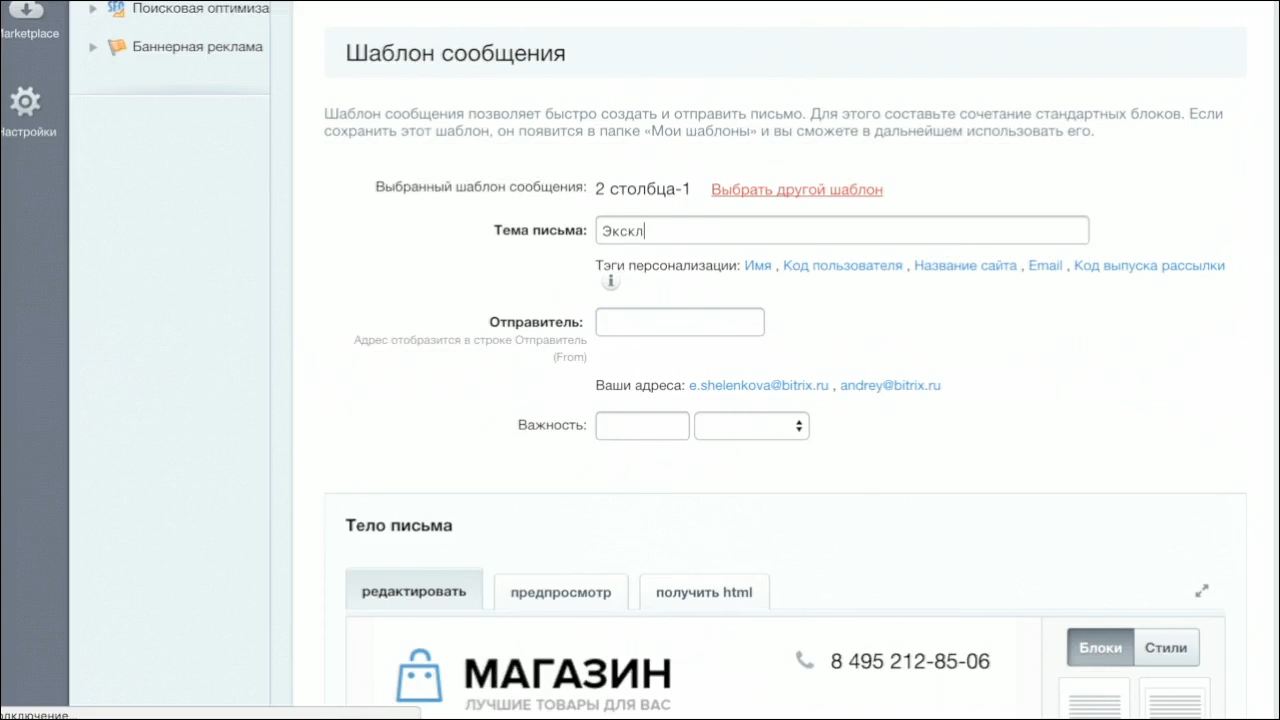 Marketplace
Поисковая оптимиза
Баннерная реклама
Настройки
Шаблон сообщения
Шаблон сообщения позволяет быстро создать и отправить письмо. Для этого составьте сочетание стандартных блоков. Если
сохранить этот шаблон, он появится в папке «Мои шаблоны» и вы сможете в дальнейшем использовать его.
Выбранный шаблон сообщения: 2 столбца-1 Выбрать другой шаблон
Тема письма: Экскл
Тэги персонализации: Имя , Код пользователя , Название сайта , Email , Код выпуска рассылки
Отправитель:
Адрес отобразится в строке Отправитель
(From)
Ваши адреса: e.shelenkova@bitrix.ru , andrey@bitrix.ru
Важность:
Тело письма
редактировать предпросмотр получить html
Блоки Стили
МАГАЗИН 8 495 212-85-06
ЛУЧШИЕ ТОВАРЫ ДЛЯ ВАС
одключение...